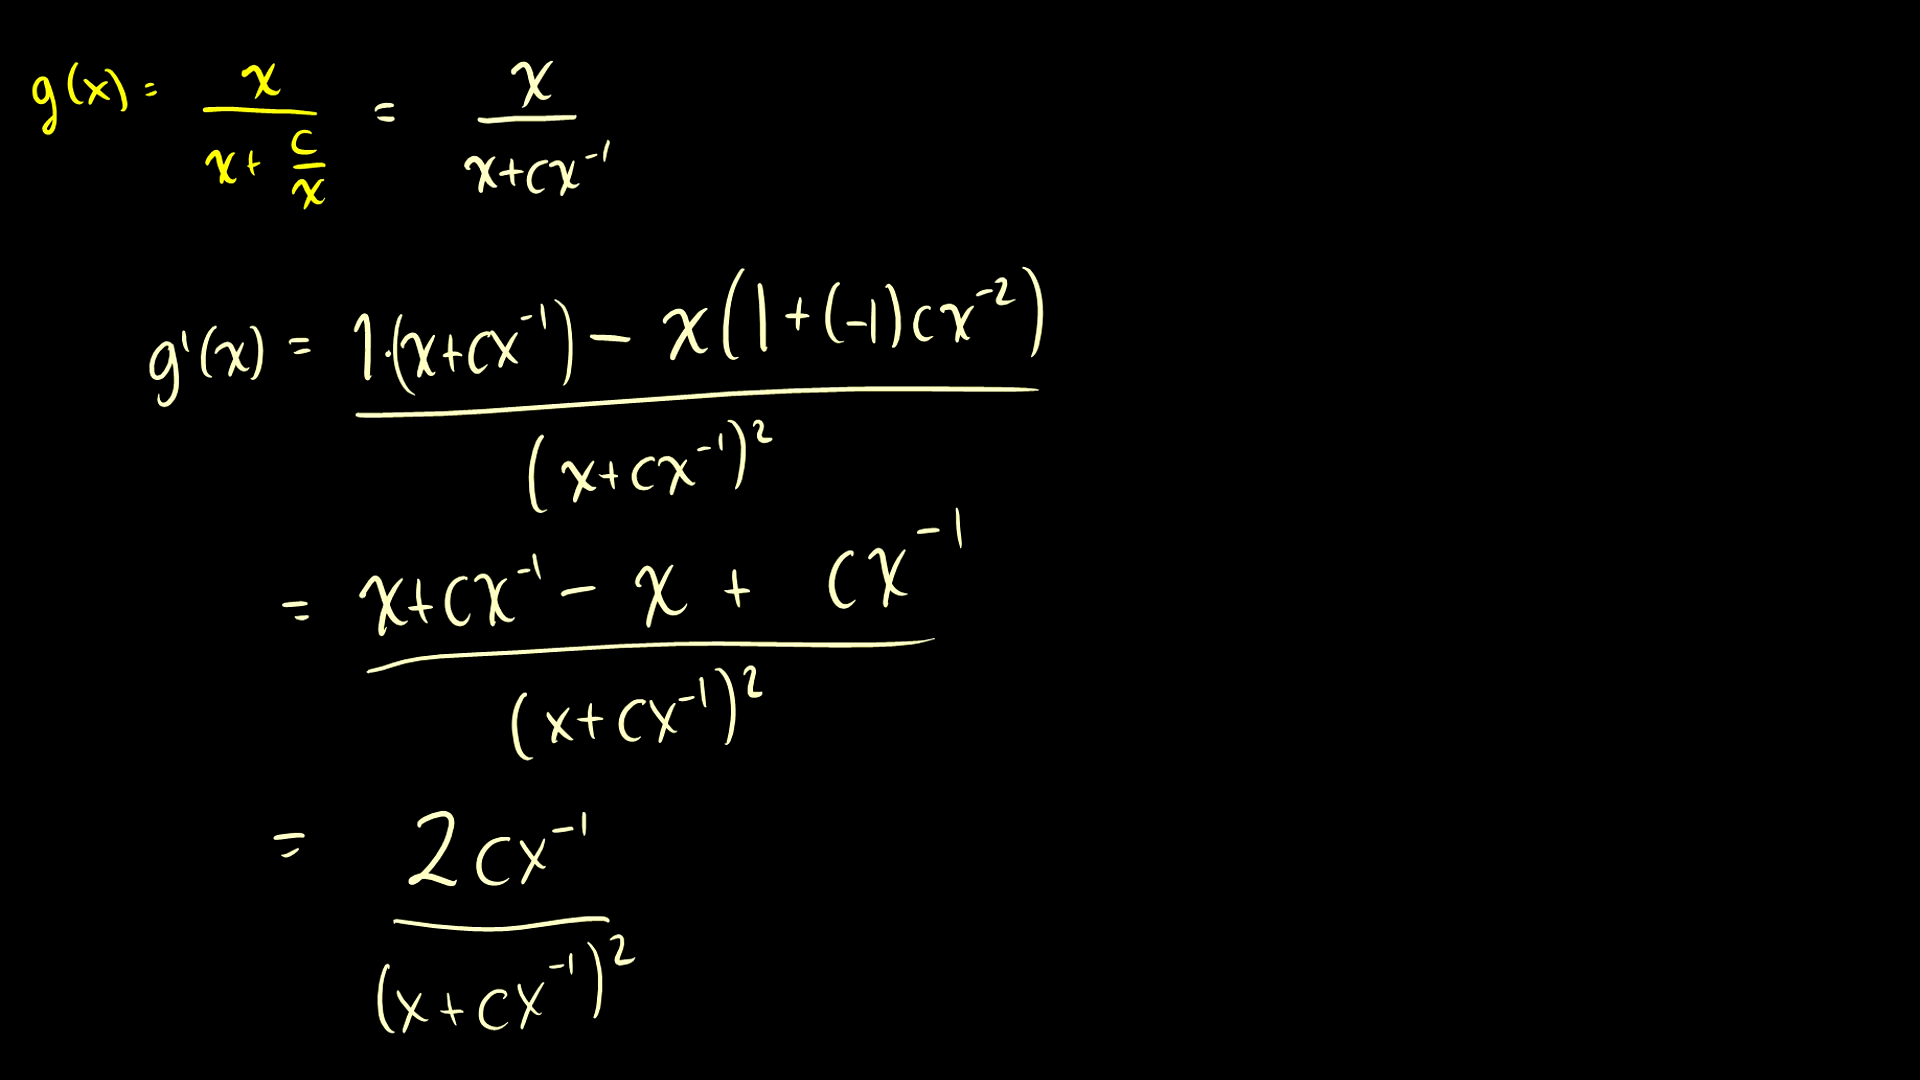 g(x) = x / (x + c/x) = x / (x+cx⁻¹)
g'(x) = (1·(x+cx⁻¹) − x(1+(-1)cx⁻²)) / (x+cx⁻¹)²
= (x+cx⁻¹ − x + cx⁻¹) / (x+cx⁻¹)²
= 2cx⁻¹ / (x+cx⁻¹)²